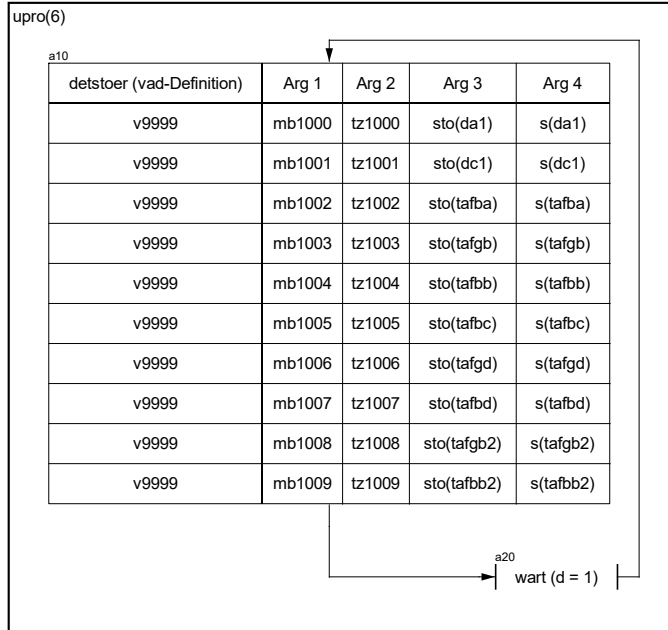 upro(6)
a10
detstoer (vad-Definition) Arg 1 Arg 2 Arg 3 Arg 4
v9999 mb1000 tz1000 sto(da1) s(da1)
v9999 mb1001 tz1001 sto(dc1) s(dc1)
v9999 mb1002 tz1002 sto(tafba) s(tafba)
v9999 mb1003 tz1003 sto(tafgb) s(tafgb)
v9999 mb1004 tz1004 sto(tafbb) s(tafbb)
v9999 mb1005 tz1005 sto(tafbc) s(tafbc)
v9999 mb1006 tz1006 sto(tafgd) s(tafgd)
v9999 mb1007 tz1007 sto(tafbd) s(tafbd)
v9999 mb1008 tz1008 sto(tafgb2) s(tafgb2)
v9999 mb1009 tz1009 sto(tafbb2) s(tafbb2)
a20
wart (d = 1)